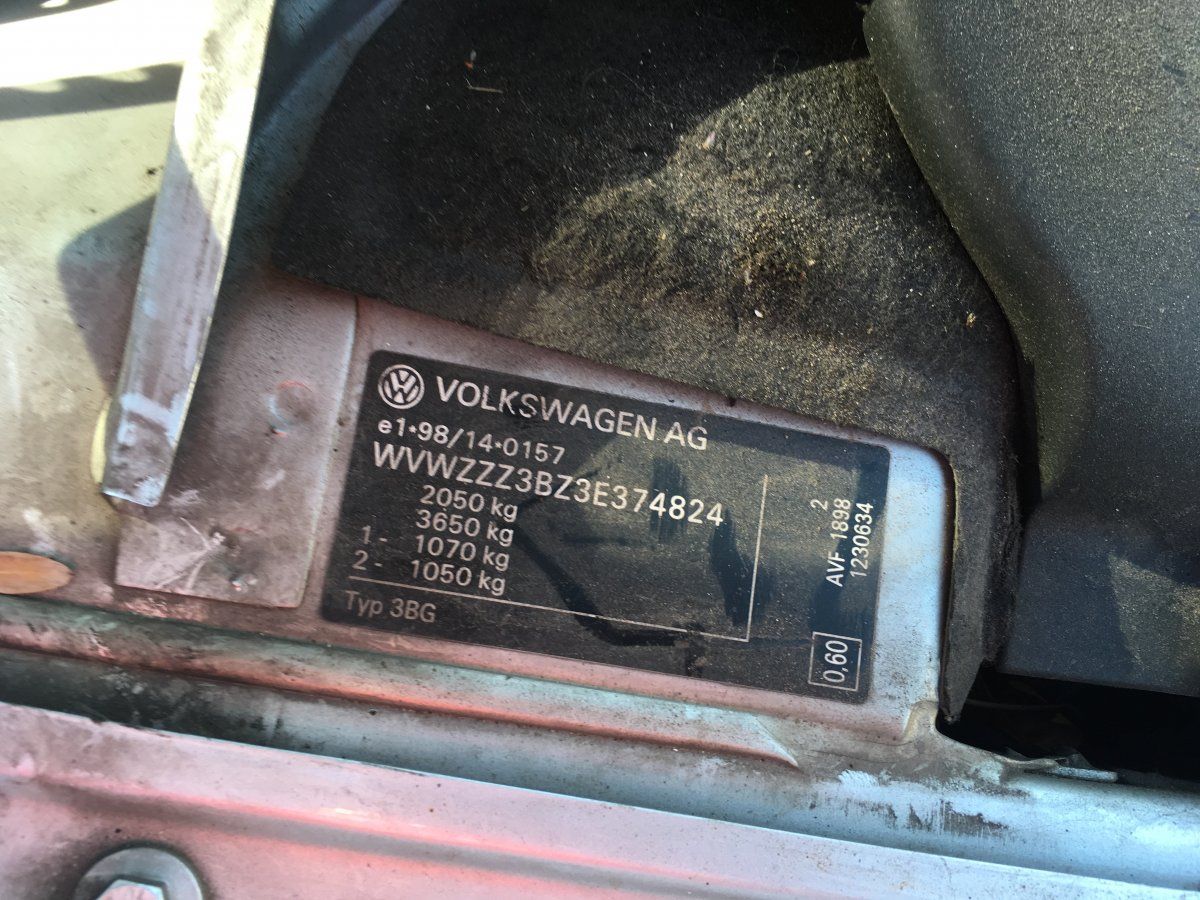 VOLKSWAGEN AG
e1*98/14*0157
WVWZZZ3BZ3E374824
2050 kg
3650 kg
1- 1070 kg
2- 1050 kg
Typ 3BG
2
AVF 1898
1230634
0,60